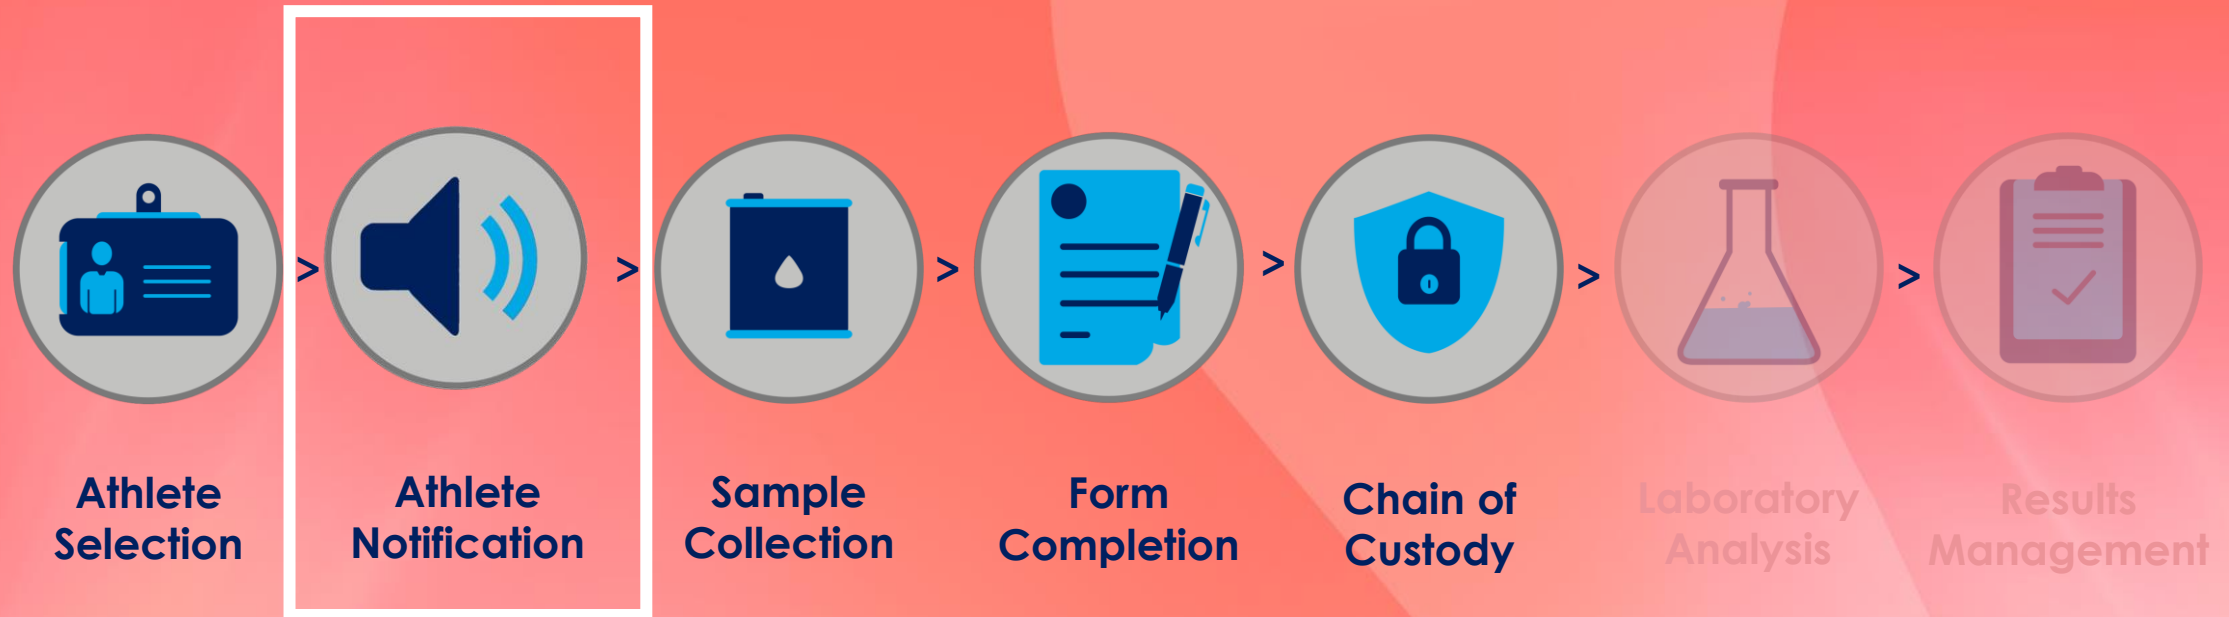 > > > > > >
Athlete
Selection
Athlete
Notification
Sample
Collection
Form
Completion
Chain of
Custody
Laboratory
Analysis
Results
Management